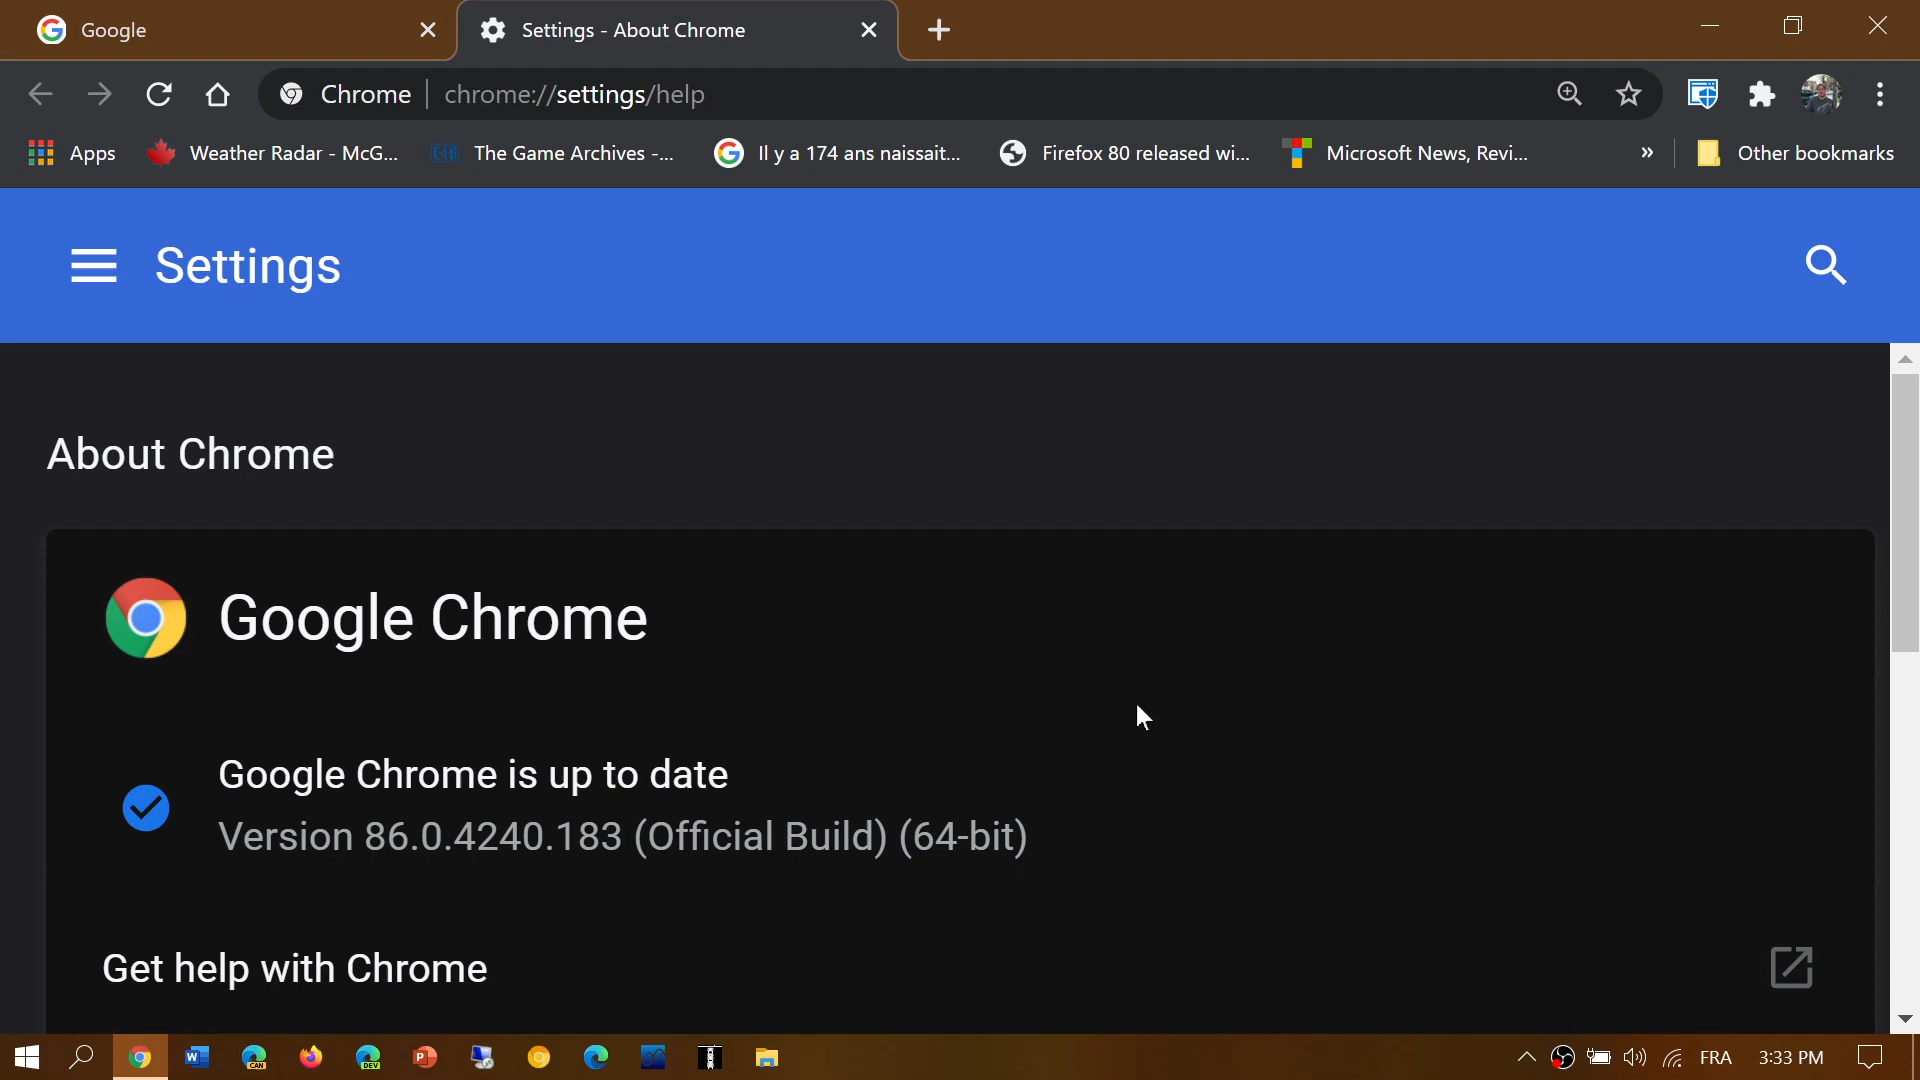 Google
Settings - About Chrome
Chrome
chrome://settings/help
Apps
Weather Radar - McG...
The Game Archives -...
Il y a 174 ans naissait...
Firefox 80 released wi...
Microsoft News, Revi...
»
Other bookmarks
Settings
About Chrome
Google Chrome
Google Chrome is up to date
Version 86.0.4240.183 (Official Build) (64-bit)
Get help with Chrome
CAN
DEV
FRA
3:33 PM